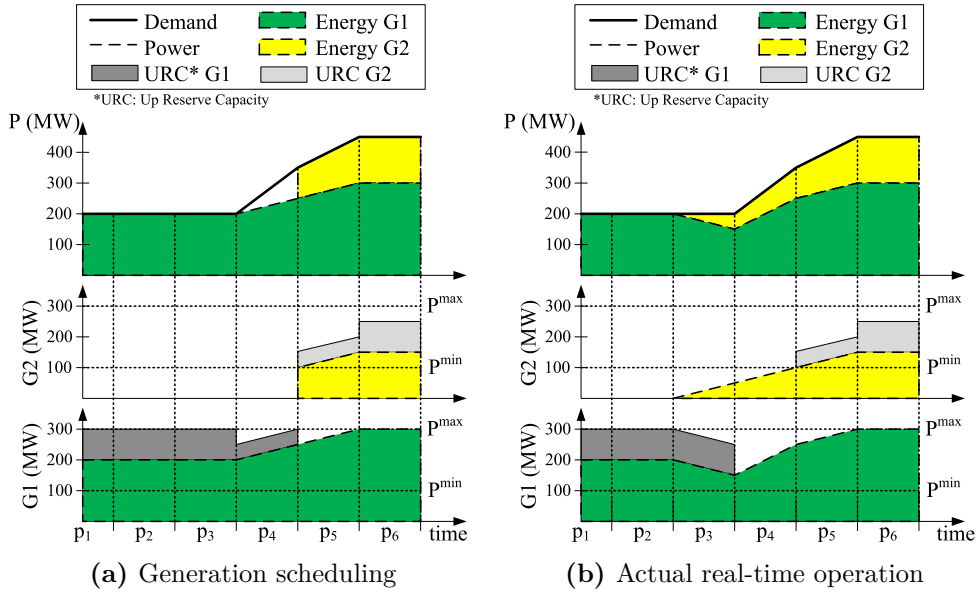 Demand Energy G1
Power Energy G2
URC* G1 URC G2
*URC: Up Reserve Capacity
P (MW)
400
300
200
100
G2 (MW)
300
200
100
P^max
P^min
G1 (MW)
300
200
100
P^max
P^min
p₁ p₂ p₃ p₄ p₅ p₆ time
(a) Generation scheduling
Demand Energy G1
Power Energy G2
URC* G1 URC G2
*URC: Up Reserve Capacity
P (MW)
400
300
200
100
G2 (MW)
300
200
100
P^max
P^min
G1 (MW)
300
200
100
P^max
P^min
p₁ p₂ p₃ p₄ p₅ p₆ time
(b) Actual real-time operation